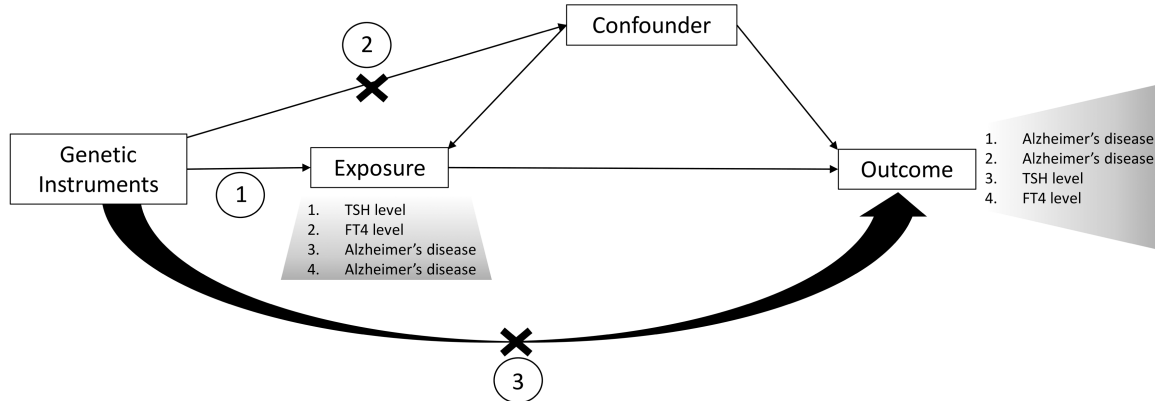 Confounder
2
Genetic
Instruments
1
Exposure
Outcome
1. TSH level
2. FT4 level
3. Alzheimer's disease
4. Alzheimer's disease
1. Alzheimer's disease
2. Alzheimer's disease
3. TSH level
4. FT4 level
3